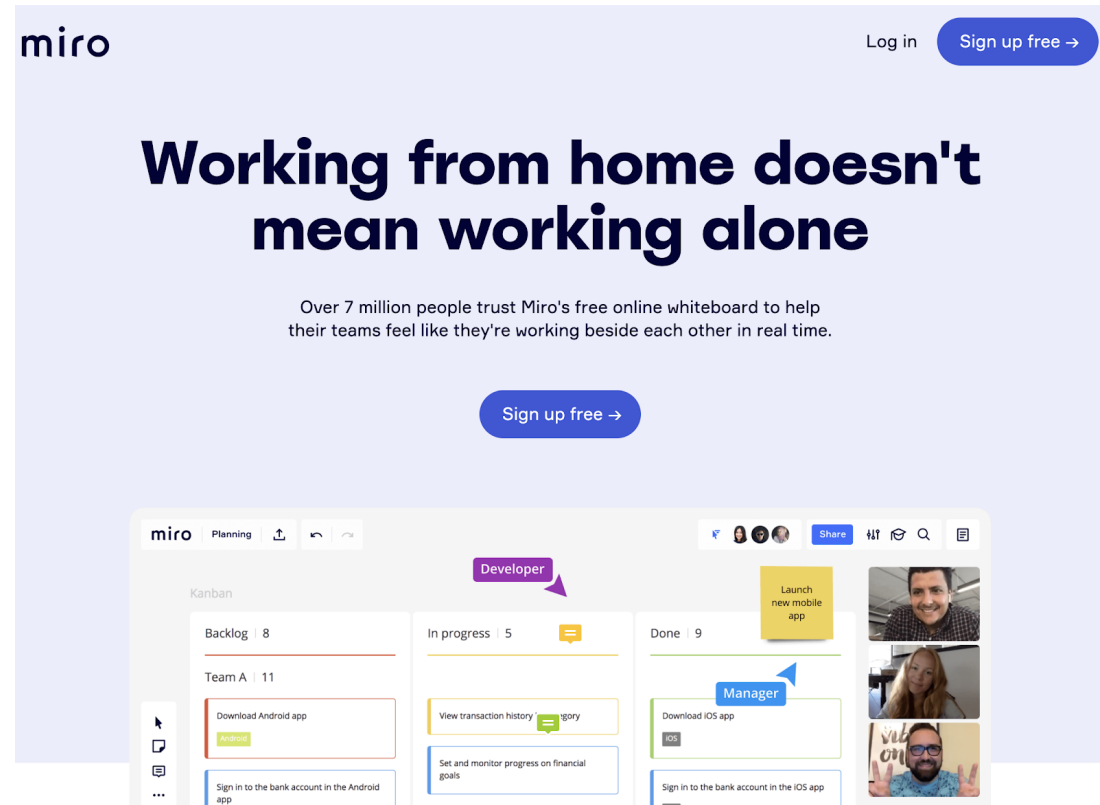 miro
Log in
Sign up free →
Working from home doesn't
mean working alone
Over 7 million people trust Miro's free online whiteboard to help
their teams feel like they're working beside each other in real time.
Sign up free →
miro
Planning
Share
Developer
Launch
new mobile
app
Kanban
Backlog | 8
In progress | 5
Done | 9
Team A | 11
Manager
Download Android app
Android
View transaction history
Download iOS app
iOS
Set and monitor progress on financial
goals
Sign in to the bank account in the Android
app
Sign in to the bank account in the iOS app